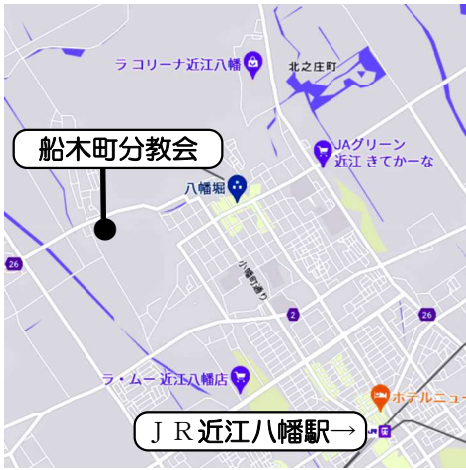 ラ コリーナ近江八幡
北之庄町
船木町分教会
JAグリーン
近江 きてかーな
八幡堀
小幡町通り
26
2
26
ラ・ムー 近江八幡店
ホテルニュー
ＪＲ近江八幡駅→
JR